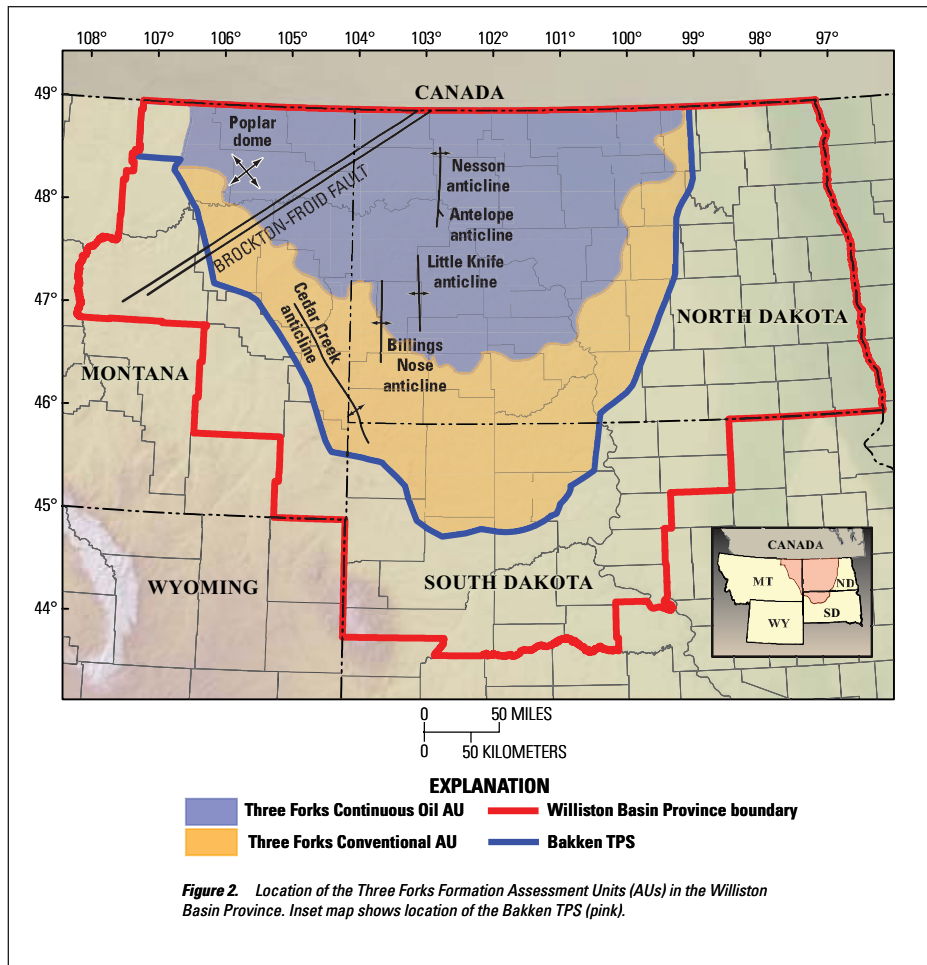 108° 107° 106° 105° 104° 103° 102° 101° 100° 99° 98° 97°
49°
48°
47°
46°
45°
44°
CANADA
Poplar
dome
BROCKTON-FROID FAULT
Nesson
anticline
Antelope
anticline
Little Knife
anticline
Cedar Creek
anticline
Billings
Nose
anticline
NORTH DAKOTA
MONTANA
WYOMING
SOUTH DAKOTA
CANADA
MT
ND
SD
WY
0 50 MILES
0 50 KILOMETERS
EXPLANATION
Three Forks Continuous Oil AU
Williston Basin Province boundary
Three Forks Conventional AU
Bakken TPS
Figure 2. Location of the Three Forks Formation Assessment Units (AUs) in the Williston
Basin Province. Inset map shows location of the Bakken TPS (pink).